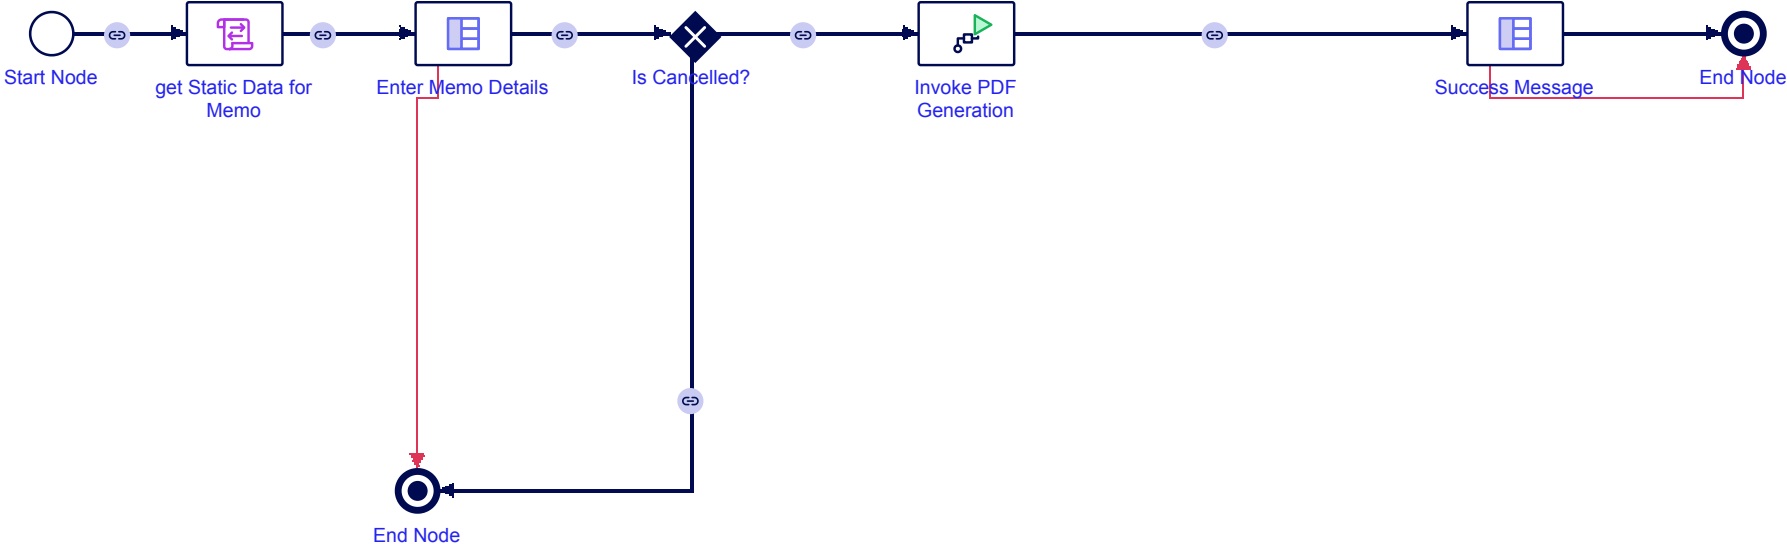 Start Node
get Static Data for
Memo
Enter Memo Details
Is Cancelled?
Invoke PDF
Generation
Success Message
End Node
End Node